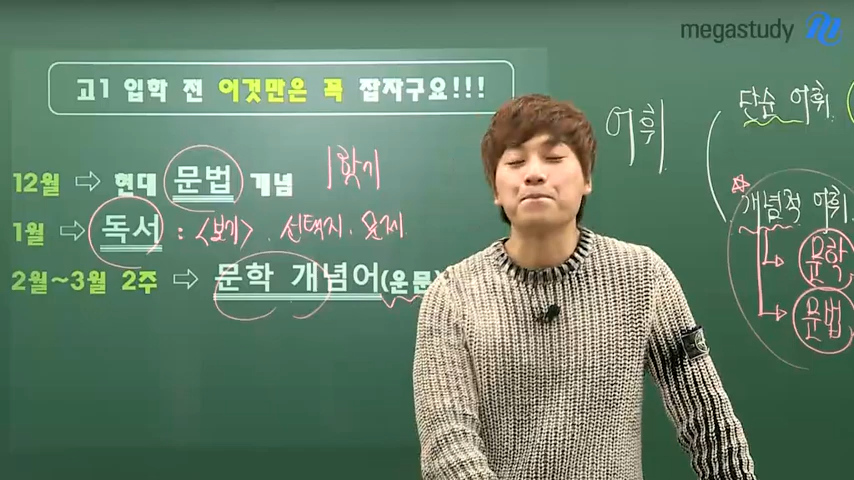 megastudy
고1 입학 전 이것만은 꼭 잡자구요!!!
12월 ⇨ 현대 문법 개념 1학기
1월 ⇨ 독서 : <보기>, 선택지, 문제
2월~3월 2주 ⇨ 문학 개념어(운문
어휘
단순 어휘
개념적 어휘
문학
문법